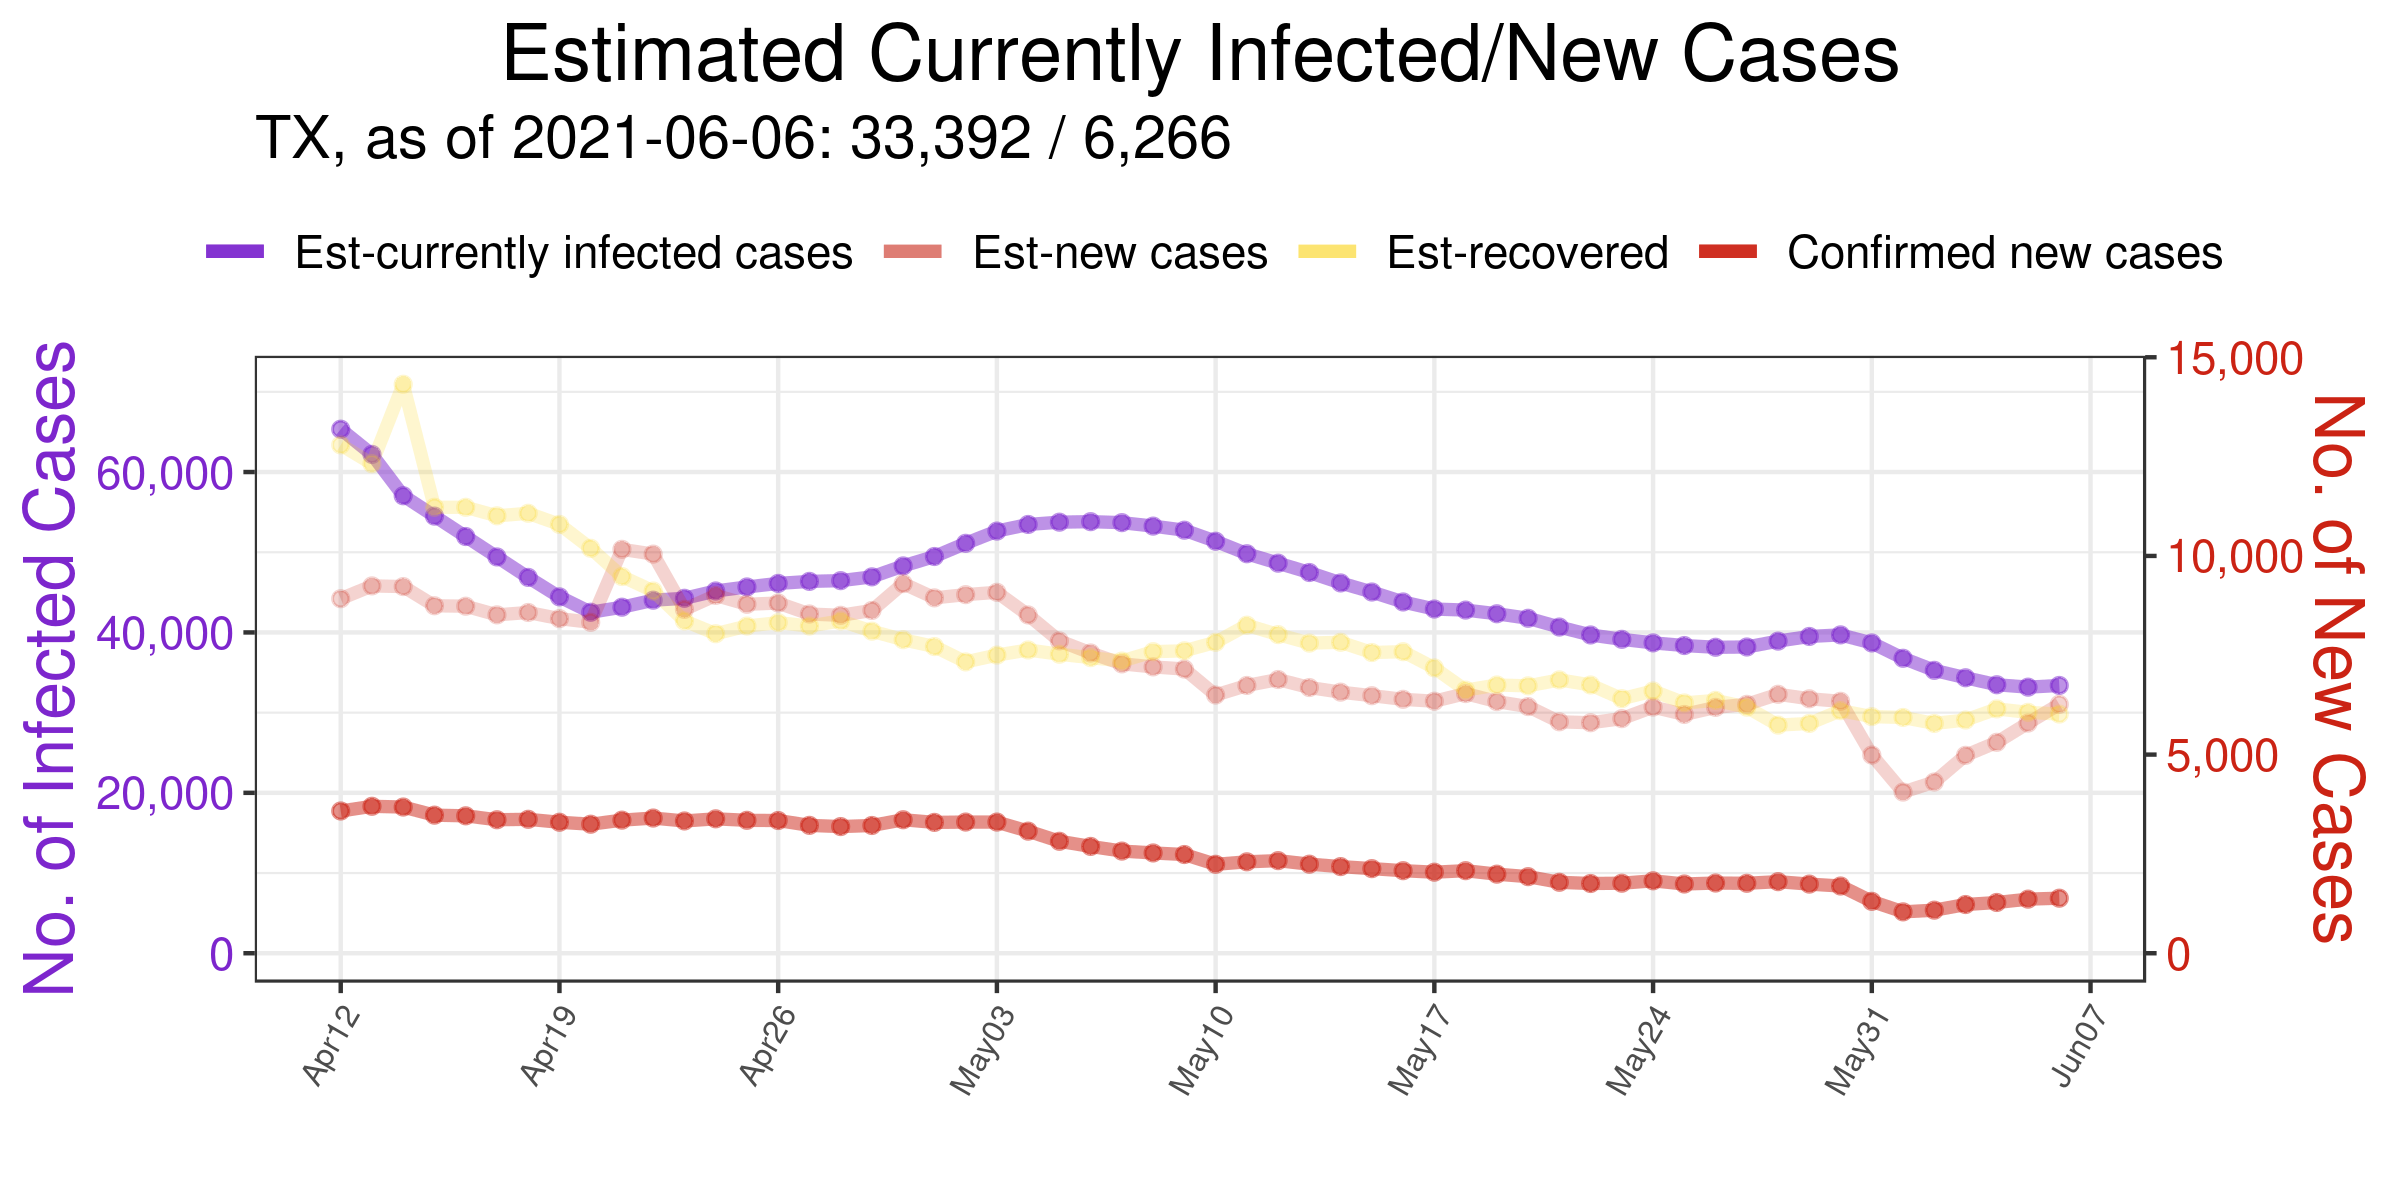 Estimated Currently Infected/New Cases
TX, as of 2021-06-06: 33,392 / 6,266
Est-currently infected cases Est-new cases Est-recovered Confirmed new cases
No. of Infected Cases
60,000
40,000
20,000
0
15,000
10,000
5,000
0
No. of New Cases
Apr12 Apr19 Apr26 May03 May10 May17 May24 May31 Jun07